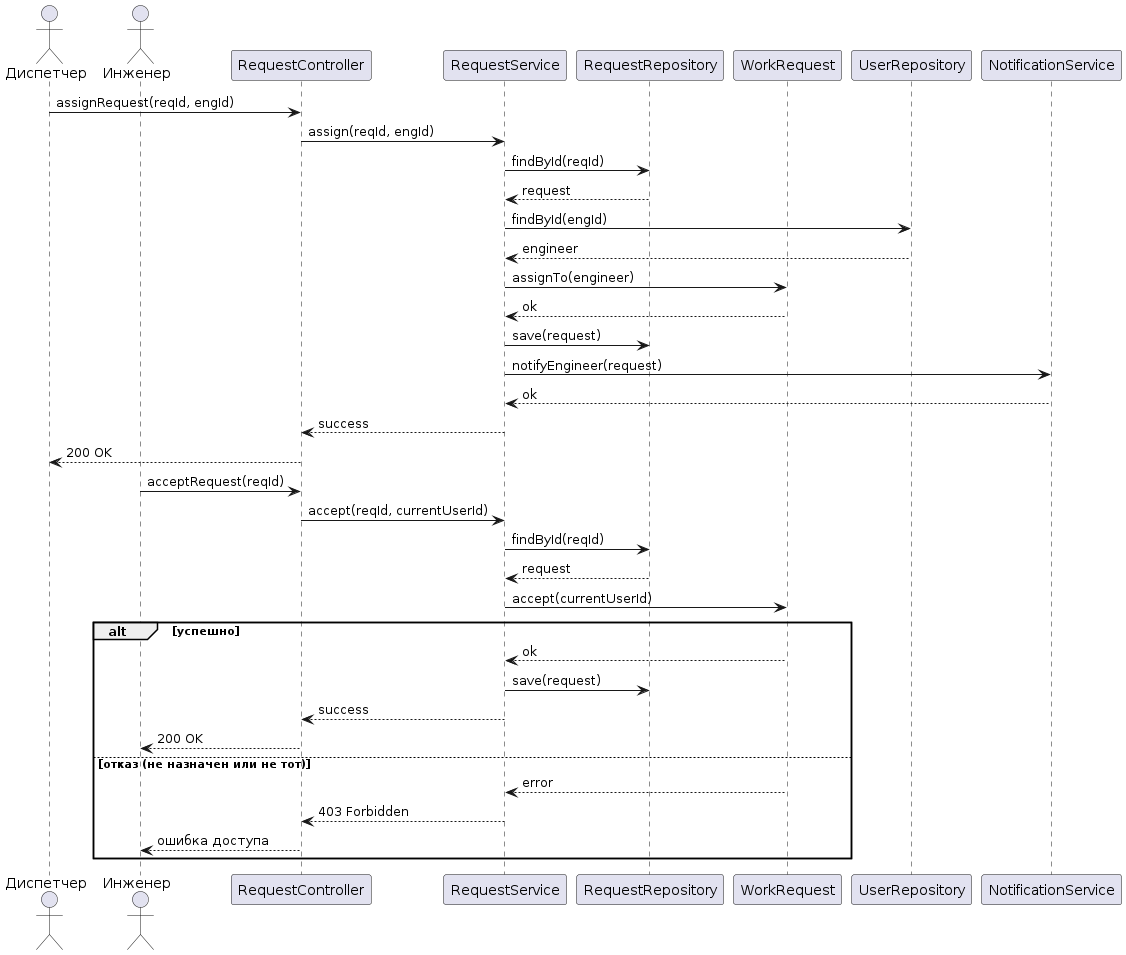 Диспетчер
Инженер
RequestController
RequestService
RequestRepository
WorkRequest
UserRepository
NotificationService
assignRequest(reqId, engId)
assign(reqId, engId)
findById(reqId)
request
findById(engId)
engineer
assignTo(engineer)
ok
save(request)
notifyEngineer(request)
ok
success
200 OK
acceptRequest(reqId)
accept(reqId, currentUserId)
findById(reqId)
request
accept(currentUserId)
alt [успешно]
ok
save(request)
success
200 OK
[отказ (не назначен или не тот)]
error
403 Forbidden
ошибка доступа
Диспетчер
Инженер
RequestController
RequestService
RequestRepository
WorkRequest
UserRepository
NotificationService